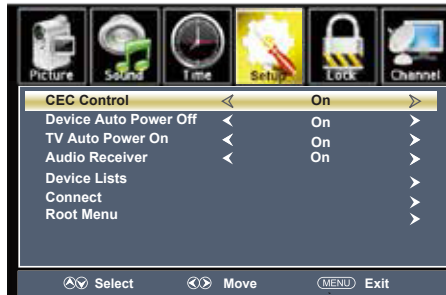 Picture Sound Time Setup Lock Channel
CEC Control On
Device Auto Power Off On
TV Auto Power On On
Audio Receiver On
Device Lists
Connect
Root Menu
Select Move MENU Exit